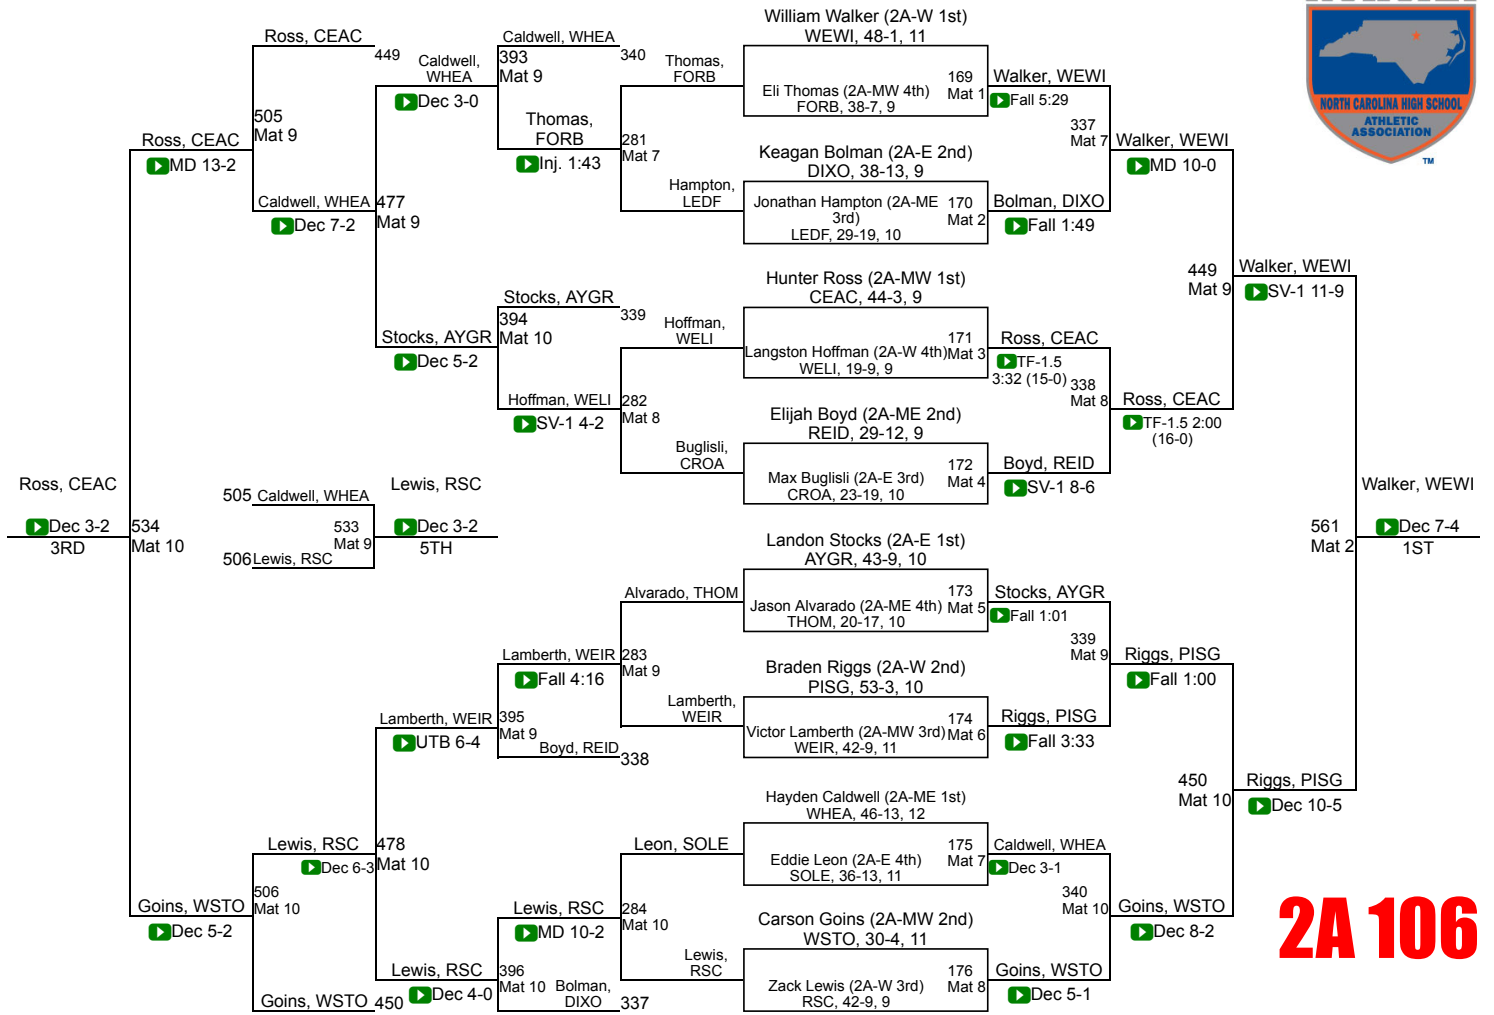 William Walker (2A-W 1st)
WEWI, 48-1, 11
169
Mat 1
Eli Thomas (2A-MW 4th)
FORB, 38-7, 9
Keagan Bolman (2A-E 2nd)
DIXO, 38-13, 9
Jonathan Hampton (2A-ME
3rd)
LEDF, 29-19, 10
170
Mat 2
Hunter Ross (2A-MW 1st)
CEAC, 44-3, 9
171
Langston Hoffman (2A-W 4th) Mat 3
WELI, 19-9, 9
Elijah Boyd (2A-ME 2nd)
REID, 29-12, 9
172
Max Buglisli (2A-E 3rd) Mat 4
CROA, 23-19, 10
Landon Stocks (2A-E 1st)
AYGR, 43-9, 10
173
Jason Alvarado (2A-ME 4th) Mat 5
THOM, 20-17, 10
Braden Riggs (2A-W 2nd)
PISG, 53-3, 10
174
Victor Lamberth (2A-MW 3rd) Mat 6
WEIR, 42-9, 11
Hayden Caldwell (2A-ME 1st)
WHEA, 46-13, 12
175
Mat 7
Eddie Leon (2A-E 4th)
SOLE, 36-13, 11
Carson Goins (2A-MW 2nd)
WSTO, 30-4, 11
176
Zack Lewis (2A-W 3rd) Mat 8
RSC, 42-9, 9
Walker, WEWI
Fall 5:29
337
Mat 7
Bolman, DIXO
Fall 1:49
Ross, CEAC
TF-1.5
3:32 (15-0)
338
Mat 8
Boyd, REID
SV-1 8-6
Stocks, AYGR
Fall 1:01
339
Mat 9
Riggs, PISG
Fall 3:33
Caldwell, WHEA
Dec 3-1
340
Mat 10
Goins, WSTO
Dec 5-1
Walker, WEWI
MD 10-0
449
Mat 9
Ross, CEAC
TF-1.5 2:00
(16-0)
Riggs, PISG
Fall 1:00
450
Mat 10
Goins, WSTO
Dec 8-2
Walker, WEWI
SV-1 11-9
561
Mat 2
Riggs, PISG
Dec 10-5
Walker, WEWI
Dec 7-4
1ST
Thomas,
FORB
281
Mat 7
Hampton,
LEDF
Hoffman,
WELI
282
Mat 8
Buglisli,
CROA
Alvarado, THOM
283
Mat 9
Lamberth,
WEIR
Leon, SOLE
284
Mat 10
Lewis,
RSC
Caldwell, WHEA
340
393
Mat 9
Thomas,
FORB
Inj. 1:43
Stocks, AYGR
339
394
Mat 10
Hoffman, WELI
SV-1 4-2
Lamberth, WEIR
Fall 4:16
395
Mat 9
Boyd, REID
338
Lewis, RSC
MD 10-2
396
Mat 10
Bolman,
DIXO
337
Caldwell,
WHEA
Dec 3-0
477
Mat 9
Stocks, AYGR
Dec 5-2
Lamberth, WEIR
UTB 6-4
478
Mat 10
Lewis, RSC
Dec 4-0
Ross, CEAC
449
505
Mat 9
Caldwell, WHEA
Dec 7-2
Lewis, RSC
Dec 6-3
506
Mat 10
Goins, WSTO
450
Ross, CEAC
MD 13-2
534
Mat 10
Goins, WSTO
Dec 5-2
Ross, CEAC
Dec 3-2
3RD
505 Caldwell, WHEA
533
Mat 9
506 Lewis, RSC
Lewis, RSC
Dec 3-2
5TH
NORTH CAROLINA HIGH SCHOOL
ATHLETIC
ASSOCIATION
TM
2A 106